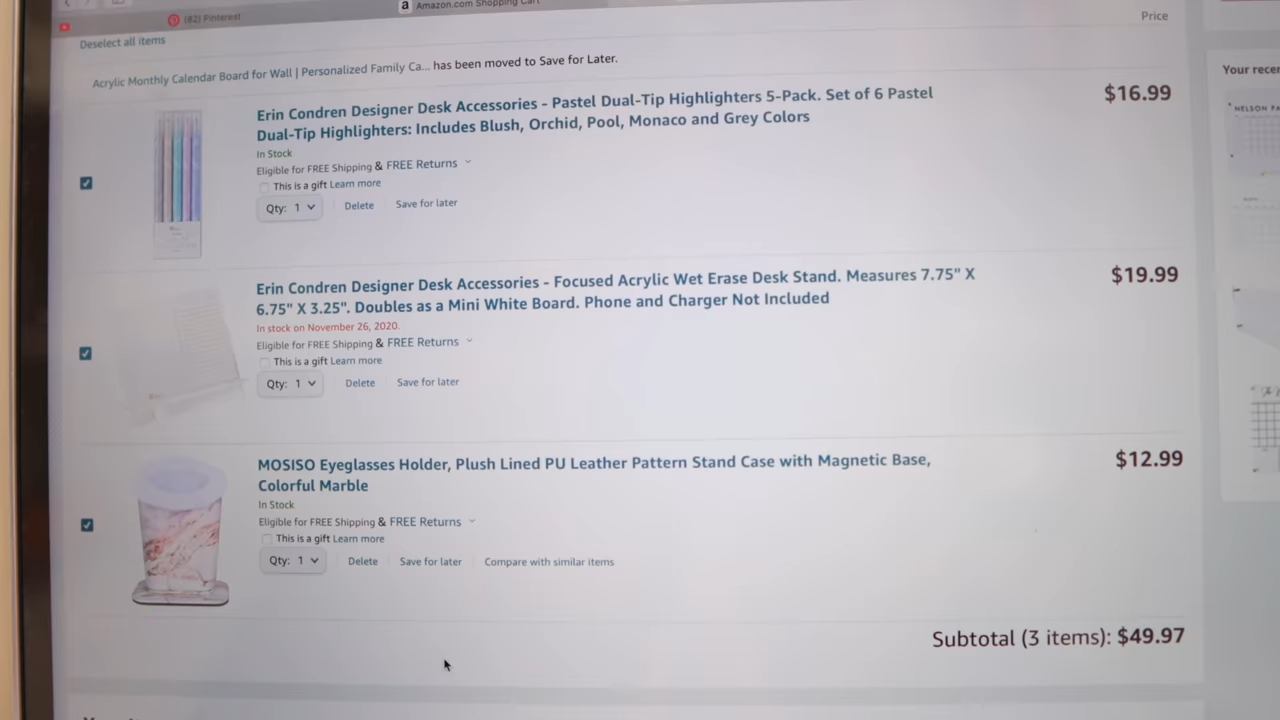 (82) Pinterest
a Amazon.com Shopping Cart
Deselect all items
Price
Acrylic Monthly Calendar Board for Wall | Personalized Family Ca... has been moved to Save for Later.
Your recen
Erin Condren Designer Desk Accessories - Pastel Dual-Tip Highlighters 5-Pack. Set of 6 Pastel
Dual-Tip Highlighters: Includes Blush, Orchid, Pool, Monaco and Grey Colors
$16.99
In Stock
Eligible for FREE Shipping & FREE Returns
This is a gift Learn more
Qty: 1 Delete Save for later
Erin Condren Designer Desk Accessories - Focused Acrylic Wet Erase Desk Stand. Measures 7.75" X
6.75" X 3.25". Doubles as a Mini White Board. Phone and Charger Not Included
$19.99
In stock on November 26, 2020.
Eligible for FREE Shipping & FREE Returns
This is a gift Learn more
Qty: 1 Delete Save for later
MOSISO Eyeglasses Holder, Plush Lined PU Leather Pattern Stand Case with Magnetic Base,
Colorful Marble
$12.99
In Stock
Eligible for FREE Shipping & FREE Returns
This is a gift Learn more
Qty: 1 Delete Save for later Compare with similar items
Subtotal (3 items): $49.97